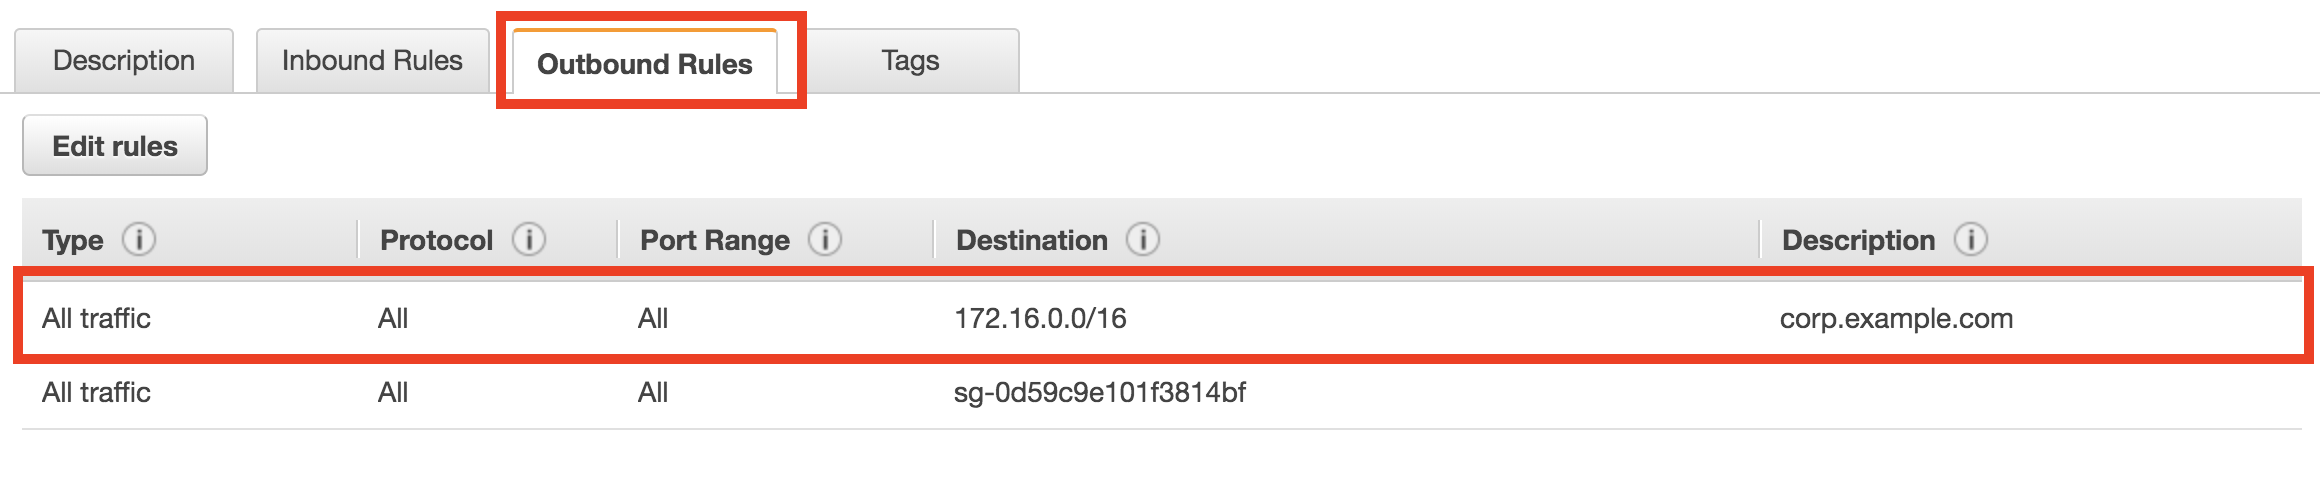 Description Inbound Rules Outbound Rules Tags
Edit rules
Type i Protocol i Port Range i Destination i Description i
All traffic All All 172.16.0.0/16 corp.example.com
All traffic All All sg-0d59c9e101f3814bf